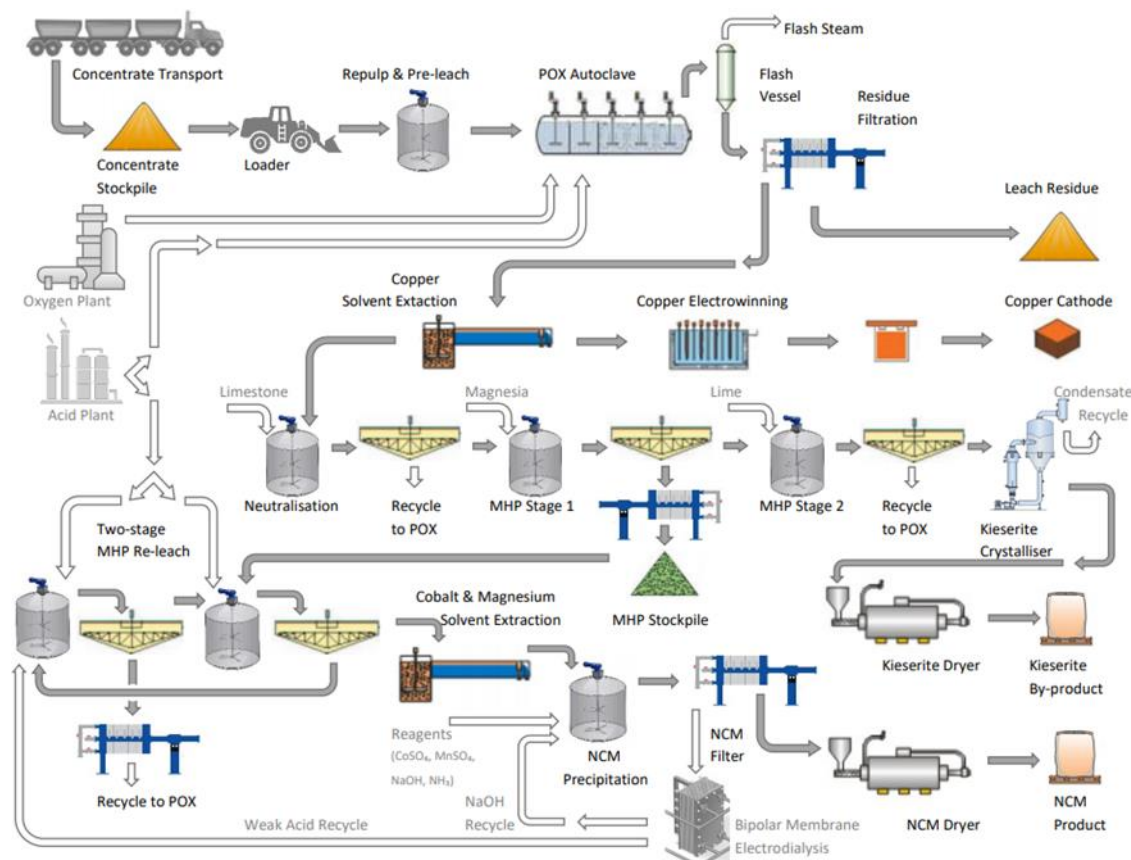 Flash Steam
Concentrate Transport
Repulp & Pre-leach
POX Autoclave
Flash
Vessel
Residue
Filtration
Concentrate
Stockpile
Loader
Leach Residue
Oxygen Plant
Copper
Solvent Extraction
Copper Electrowinning
Copper Cathode
Acid Plant
Limestone
Magnesia
Lime
Condensate
Recycle
Neutralisation
Recycle
to POX
MHP Stage 1
MHP Stage 2
Recycle
to POX
Kieserite
Crystalliser
Two-stage
MHP Re-leach
Cobalt & Magnesium
Solvent Extraction
MHP Stockpile
Kieserite Dryer
Kieserite
By-product
Reagents
(CoSO₄, MnSO₄,
NaOH, NH₃)
NCM
Precipitation
NCM
Filter
Recycle to POX
NaOH
Recycle
Weak Acid Recycle
Bipolar Membrane
Electrodialysis
NCM Dryer
NCM
Product